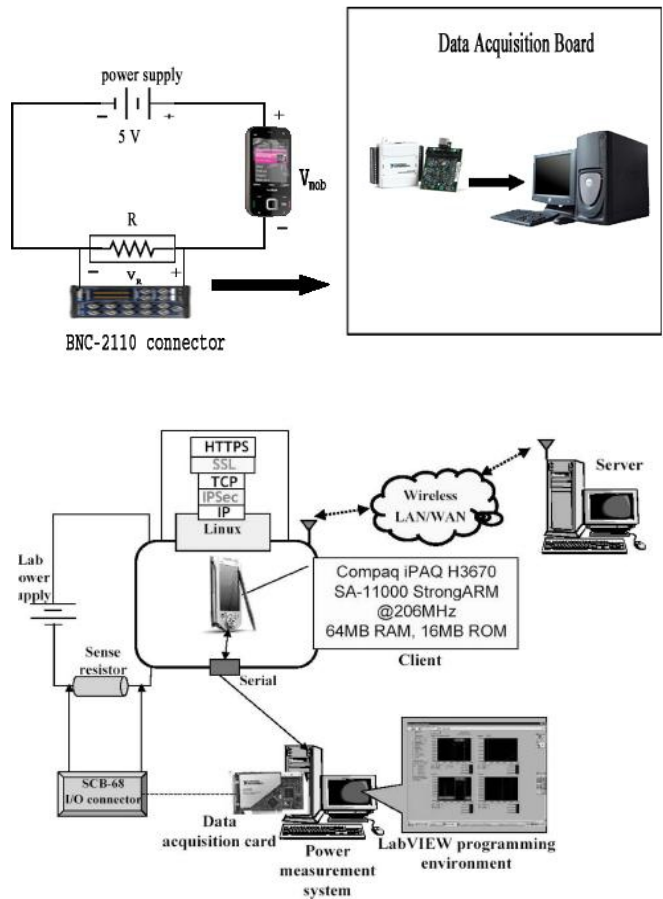 Data Acquisition Board
power supply
− +
5 V
+
V_mob
−
R
− +
V_R
BNC-2110 connector
HTTPS
SSL
TCP
IPSec
IP
Linux
Wireless
LAN/WAN
Server
Lab
ower
pply
Compaq iPAQ H3670
SA-11000 StrongARM
@206MHz
64MB RAM, 16MB ROM
Client
Sense
resistor
Serial
SCB-68
I/O connector
Data
acquisition card
Power
measurement
system
LabVIEW programming
environment